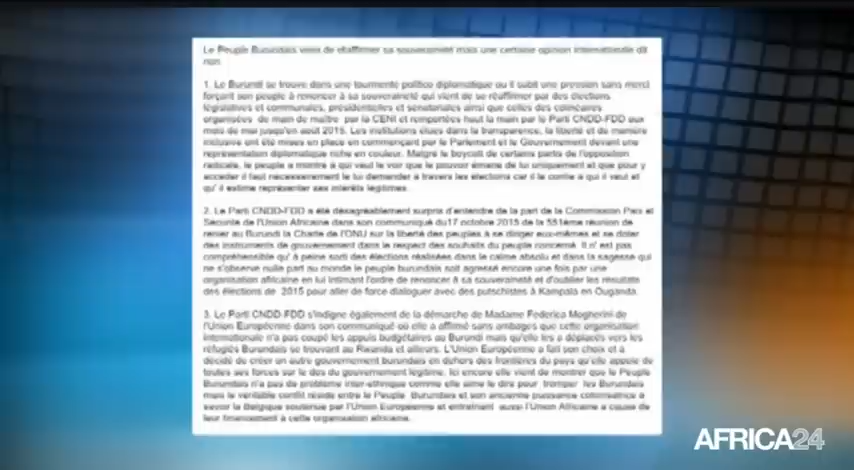 Le Peuple Burundais vient de réaffirmer sa souveraineté mais une certaine opinion internationale dit
non
1. Le Burundi se trouve dans une tourmente politico diplomatique ou il subit une pression sans merci
forçant son peuple à renoncer à sa souveraineté qui vient de se réaffirmer par des élections
législatives et communales, présidentielles et sénatoriales ainsi que celles des colinéaires
organisées de main de maître par la CENI et remportées haut la main par le Parti CNDD-FDD aux
mois de mai jusqu'en août 2015. Les institutions élues dans la transparence, la liberté et de manière
inclusive ont été mises en place en commençant par le Parlement et le Gouvernement devant une
représentation diplomatique riche en couleur. Malgré le boycott de certains partis de l'opposition
radicale, le peuple a montré à qui veut le voir que le pouvoir émane de lui uniquement et que pour y
accéder il faut nécessairement le lui demander à travers les élections car il le confie à qui il veut et
qu' il estime représenter ses intérêts légitimes.
2. Le Parti CNDD-FDD a été désagréablement surpris d'entendre de la part de la Commission Paix et
Sécurité de l'Union Africaine dans son communiqué du17 octobre 2015 de la 551ème réunion de
renier au Burundi la Charte de l'ONU sur la liberté des peuples à se diriger eux-mêmes et se doter
des instruments de gouvernement dans le respect des souhaits du peuple concerné. Il n' est pas
compréhensible qu' à peine sorti des élections réalisées dans le calme absolu et dans la sagesse qui
ne s'observe nulle part au monde le peuple burundais soit agressé encore une fois par une
organisation africaine en lui intimant l'ordre de renoncer à sa souveraineté et d'oublier les résultats
des élections de 2015 pour aller de force dialoguer avec des putschistes à Kampala en Ouganda.
3. Le Parti CNDD-FDD s'indigne également de la démarche de Madame Federica Mogherini de
l'Union Européenne dans son communiqué où elle a affirmé sans ambages que cette organisation
internationale n'a pas coupé les appuis budgétaires au Burundi mais qu'elle les a déplacés vers les
réfugiés Burundais se trouvant au Rwanda et ailleurs. L'Union Européenne a fait son choix et a
décidé de créer un autre gouvernement burundais en dehors des frontières du pays qu'elle appuie de
toutes ses forces sur le dos du gouvernement légitime. Ici encore elle vient de montrer que le Peuple
Burundais n'a pas de problème inter-ethnique comme elle aime le dire pour tromper les Burundais
mais le véritable conflit réside entre le Peuple Burundais et son ancienne puissance colonisatrice à
savoir la Belgique soutenue par l'Union Européenne et entraînant aussi l'Union Africaine à cause de
leur financement à cette organisation africaine.
AFRICA24